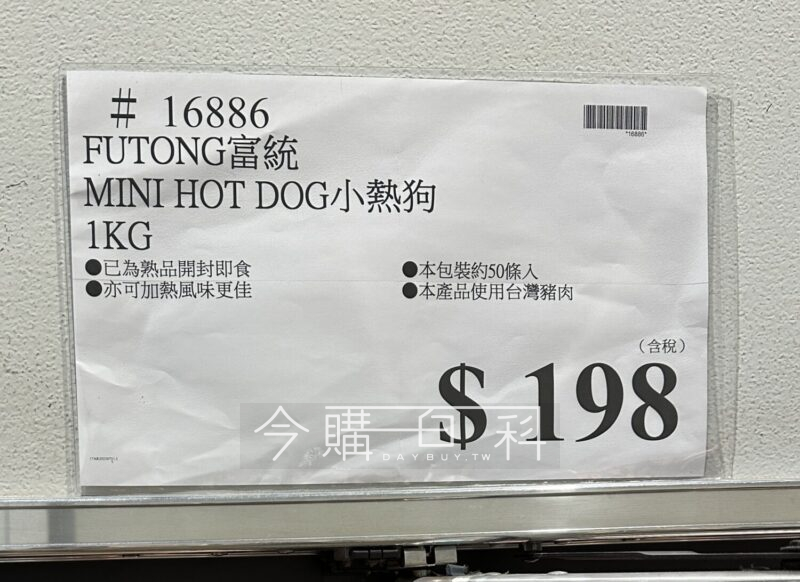 # 16886
*16886*
FUTONG富統
MINI HOT DOG小熱狗
1KG
●已為熟品開封即食
●亦可加熱風味更佳
●本包裝約50條入
●本產品使用台灣豬肉
(含稅)
$ 198
今購百科
DAYBUY.TW